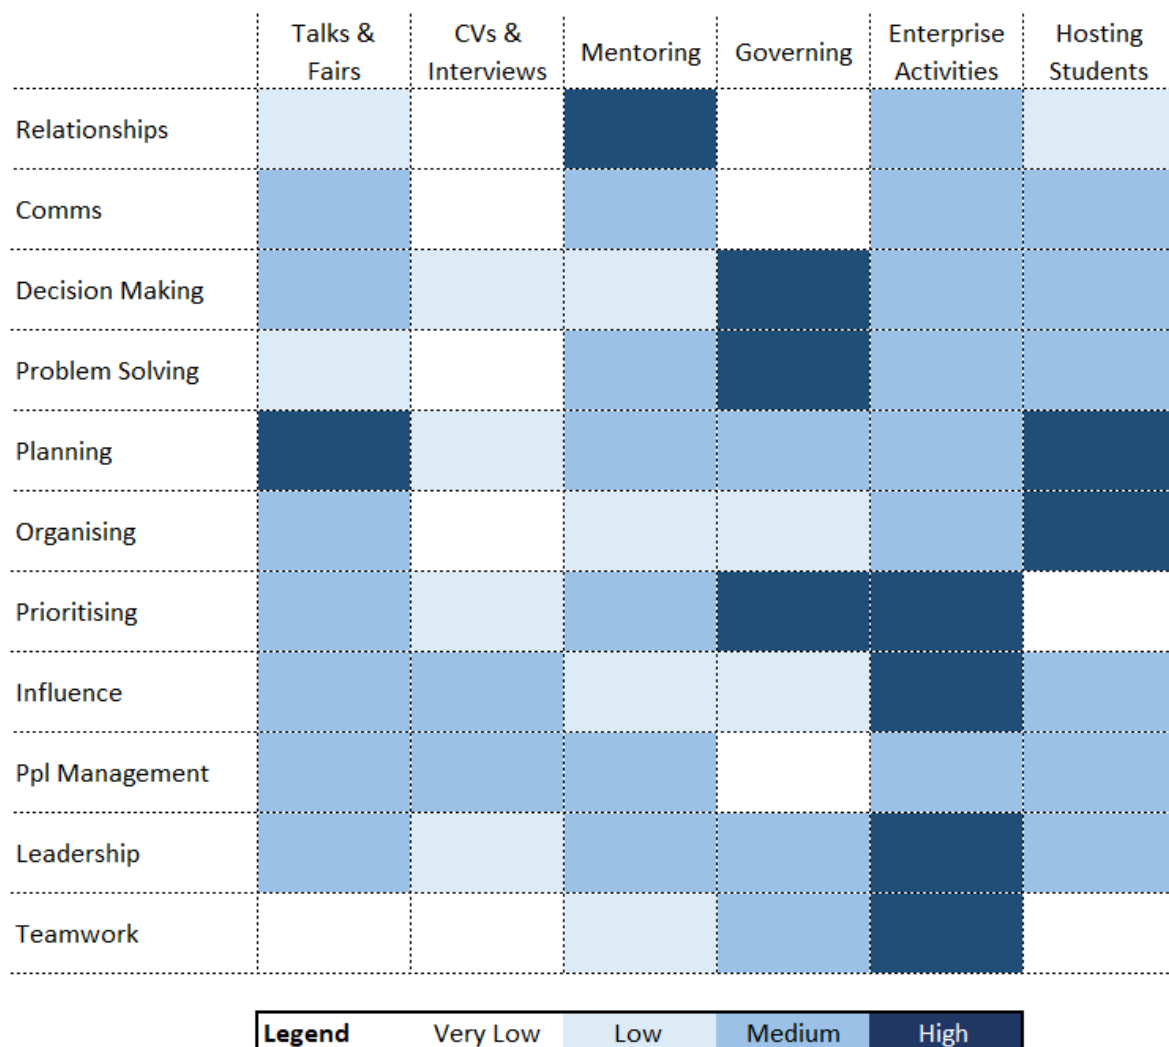 Talks &
Fairs
CVs &
Interviews
Mentoring
Governing
Enterprise
Activities
Hosting
Students
Relationships
Comms
Decision Making
Problem Solving
Planning
Organising
Prioritising
Influence
Ppl Management
Leadership
Teamwork
Legend Very Low Low Medium High